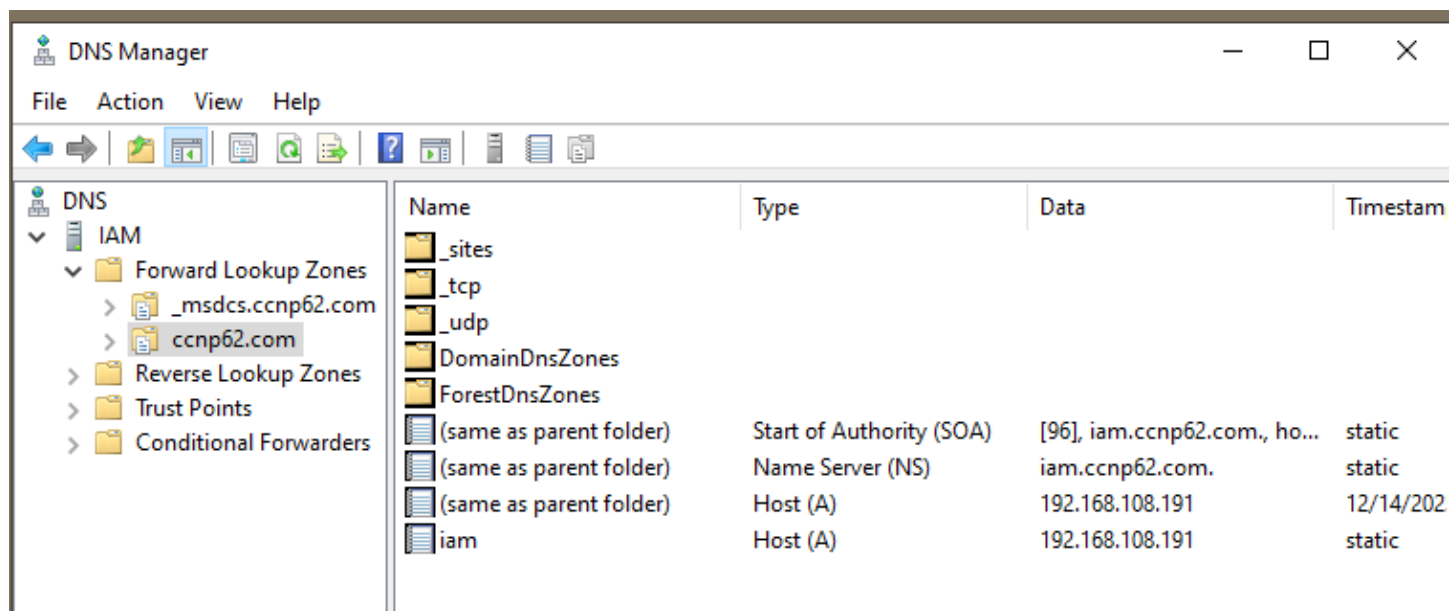 DNS Manager
File Action View Help
DNS
IAM
Forward Lookup Zones
_msdcs.ccnp62.com
ccnp62.com
Reverse Lookup Zones
Trust Points
Conditional Forwarders
Name Type Data Timestam
_sites
_tcp
_udp
DomainDnsZones
ForestDnsZones
(same as parent folder) Start of Authority (SOA) [96], iam.ccnp62.com., ho... static
(same as parent folder) Name Server (NS) iam.ccnp62.com. static
(same as parent folder) Host (A) 192.168.108.191 12/14/202
iam Host (A) 192.168.108.191 static